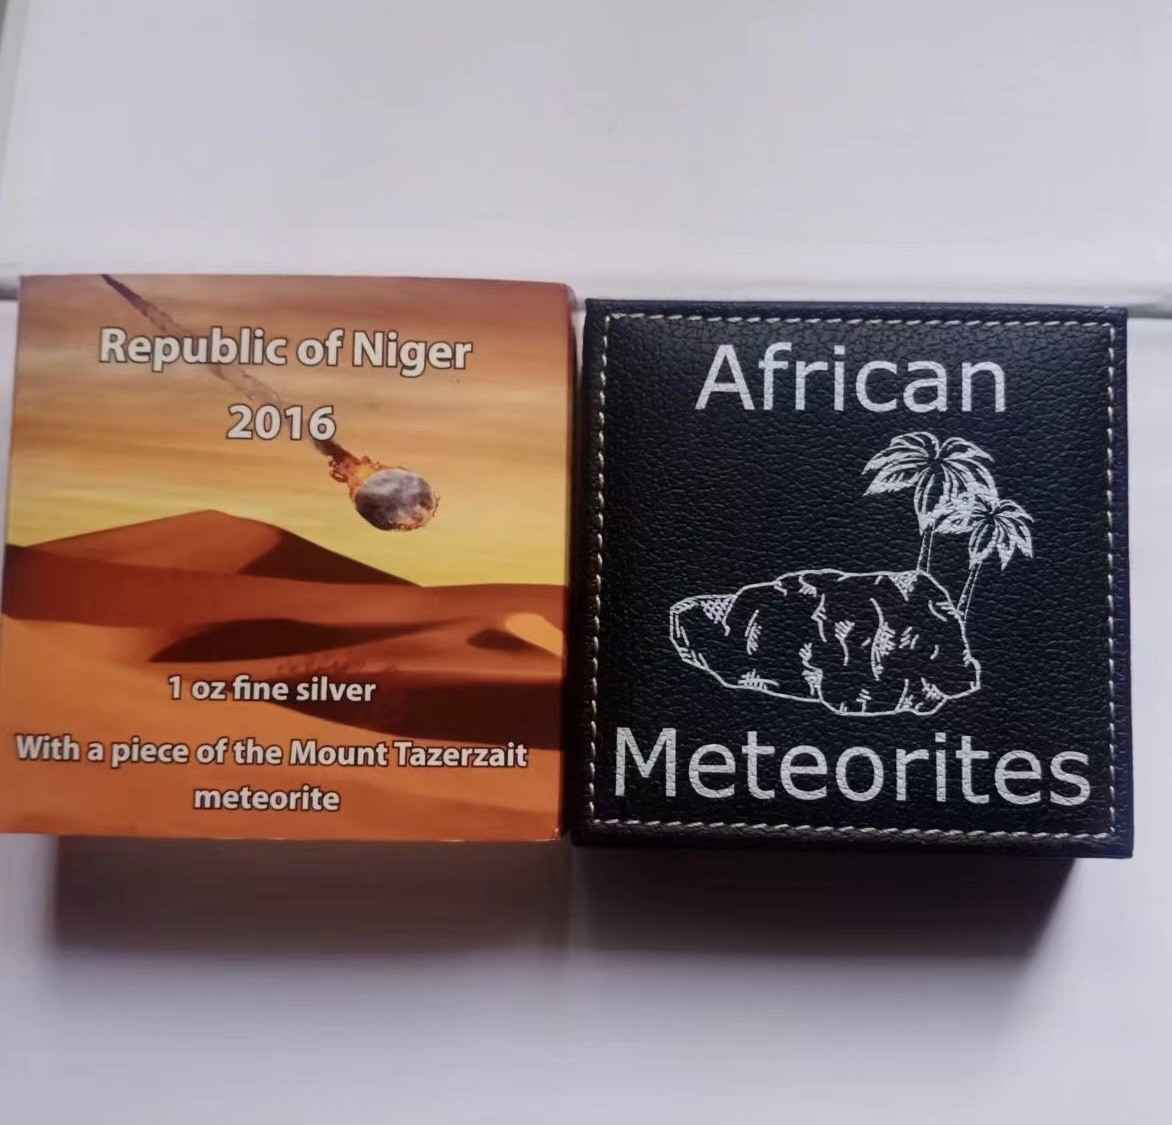 Republic of Niger
2016
1 oz fine silver
With a piece of the Mount Tazerzait
meteorite
African
Meteorites